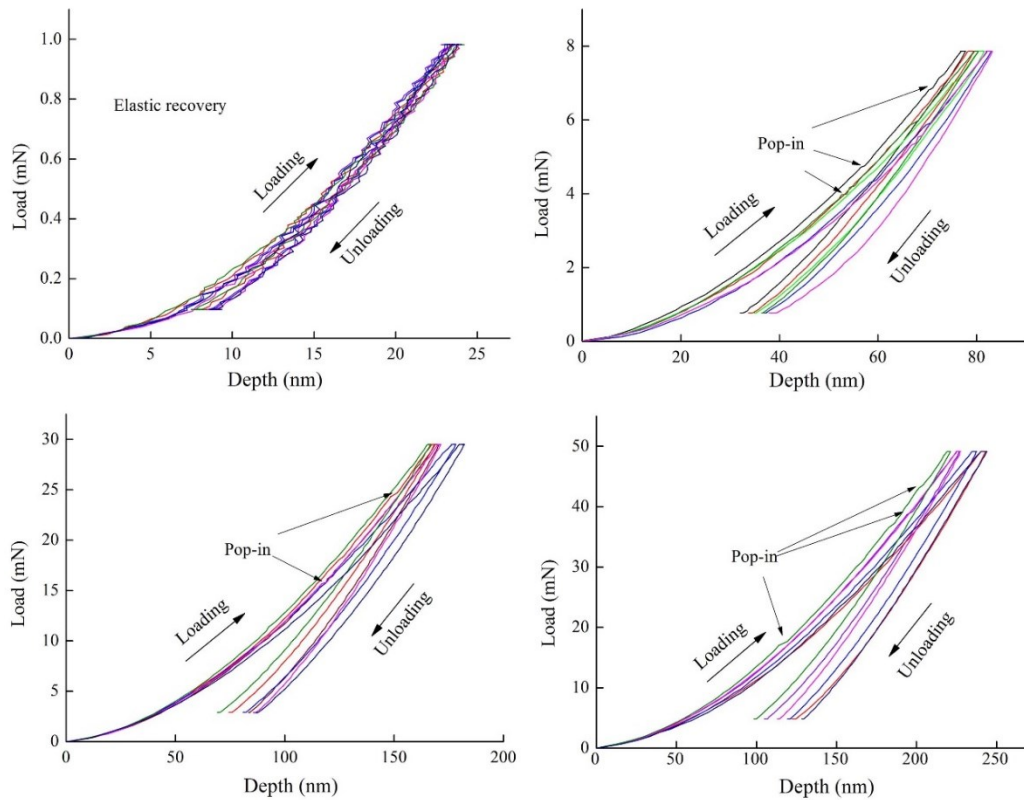 1.0
0.8
0.6
0.4
0.2
0.0
Load (mN)
Elastic recovery
Loading
Unloading
0
5
10
15
20
25
Depth (nm)
8
6
4
2
0
Load (mN)
Pop-in
Loading
Unloading
0
20
40
60
80
Depth (nm)
30
25
20
15
10
5
0
Load (mN)
Pop-in
Loading
Unloading
0
50
100
150
200
Depth (nm)
50
40
30
20
10
0
Load (mN)
Pop-in
Loading
Unloading
0
50
100
150
200
250
Depth (nm)